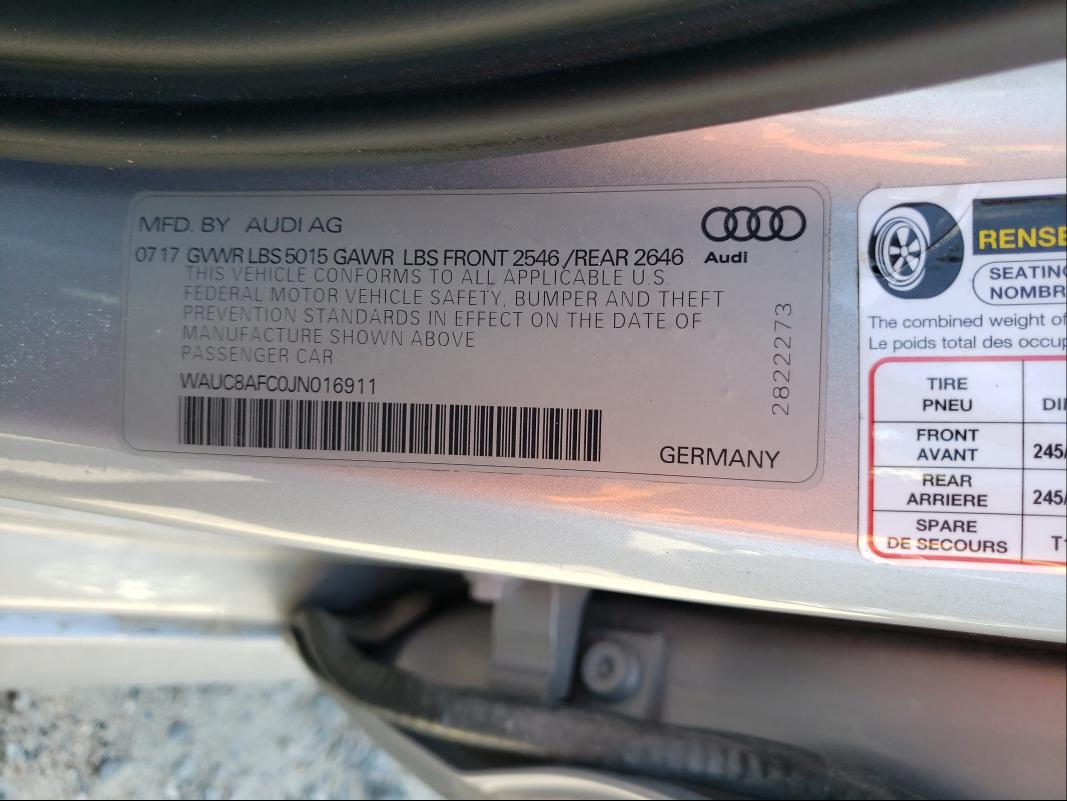 MFD. BY AUDI AG
Audi
07 17 GVWR LBS 5015 GAWR LBS FRONT 2546 /REAR 2646
THIS VEHICLE CONFORMS TO ALL APPLICABLE U.S.
FEDERAL MOTOR VEHICLE SAFETY, BUMPER AND THEFT
PREVENTION STANDARDS IN EFFECT ON THE DATE OF
MANUFACTURE SHOWN ABOVE
PASSENGER CAR
WAUC8AFC0JN016911
2822273
GERMANY
RENSE
SEATING
NOMBR
The combined weight of
Le poids total des occup
TIRE
PNEU
DI
FRONT
AVANT
245/
REAR
ARRIERE
245/
SPARE
DE SECOURS
T1